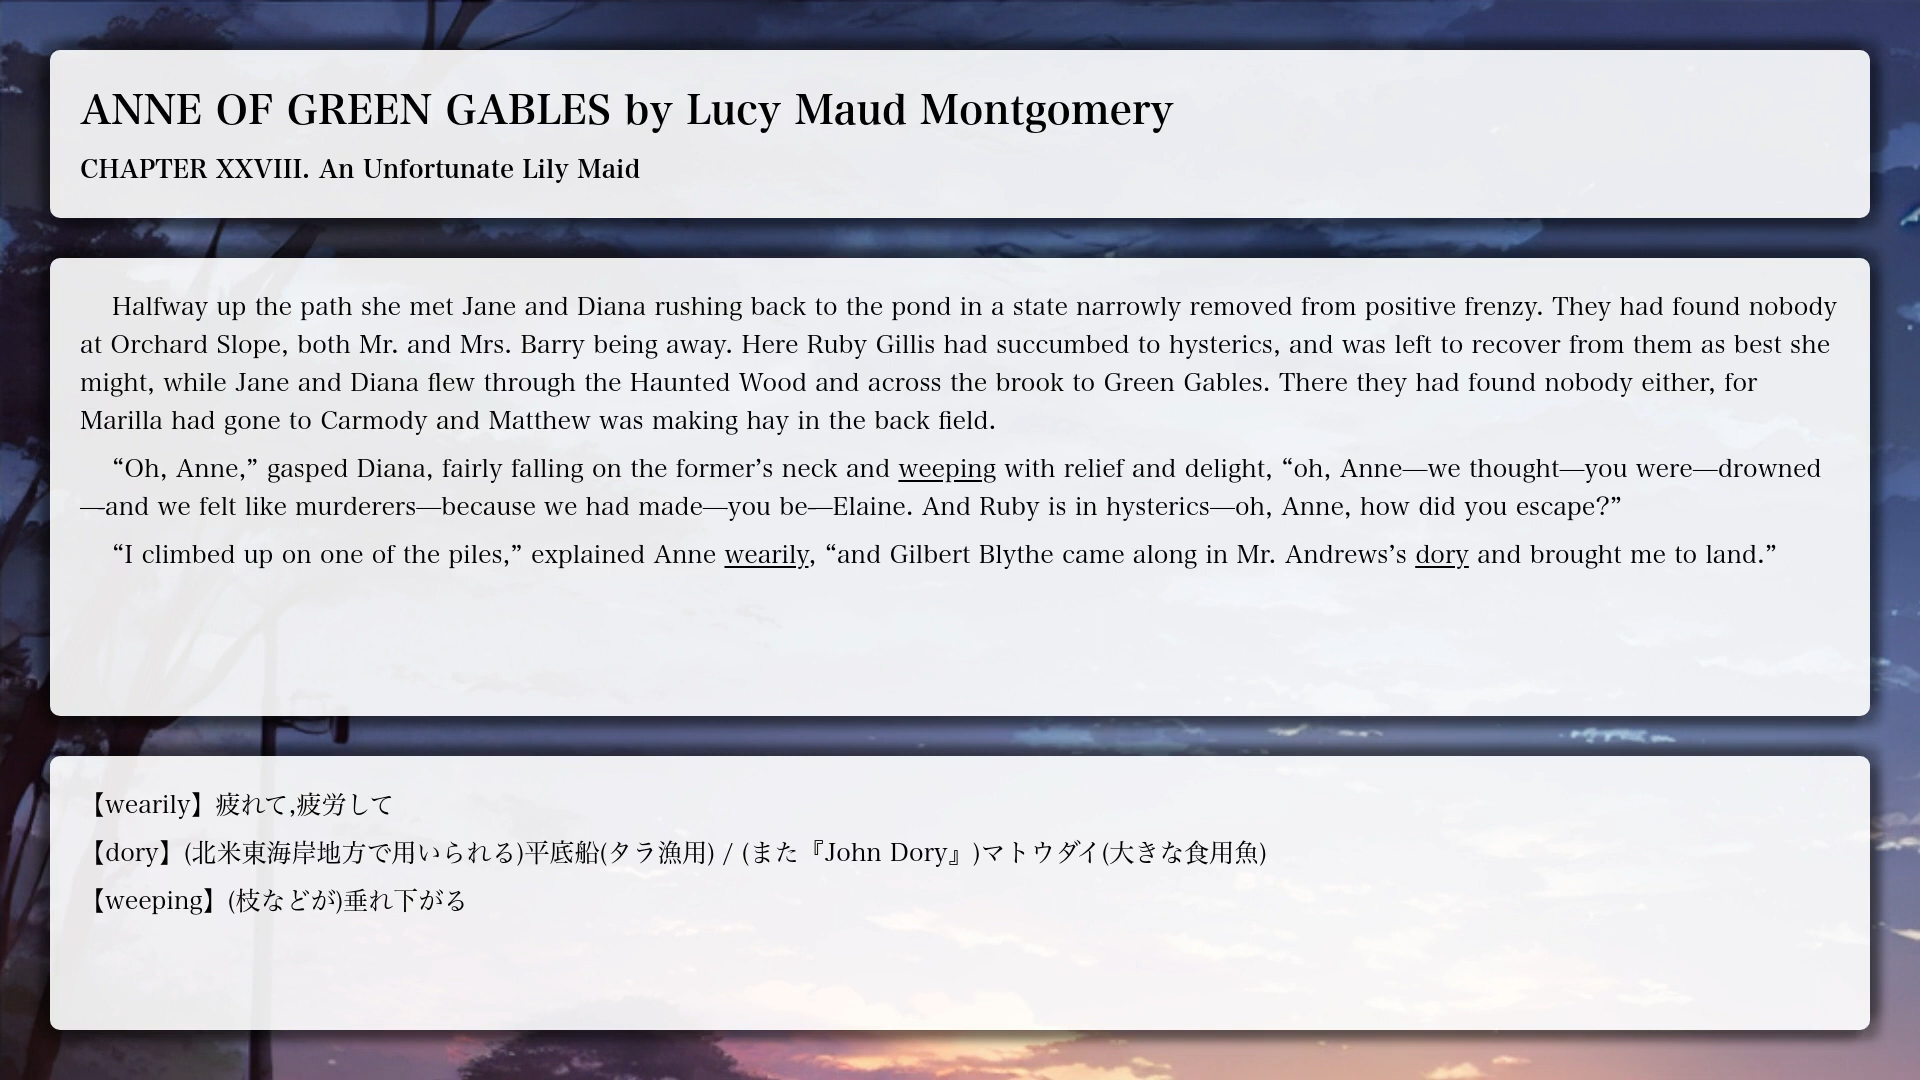 ANNE OF GREEN GABLES by Lucy Maud Montgomery
CHAPTER XXVIII. An Unfortunate Lily Maid
Halfway up the path she met Jane and Diana rushing back to the pond in a state narrowly removed from positive frenzy. They had found nobody
at Orchard Slope, both Mr. and Mrs. Barry being away. Here Ruby Gillis had succumbed to hysterics, and was left to recover from them as best she
might, while Jane and Diana flew through the Haunted Wood and across the brook to Green Gables. There they had found nobody either, for
Marilla had gone to Carmody and Matthew was making hay in the back field.
“Oh, Anne,” gasped Diana, fairly falling on the former’s neck and weeping with relief and delight, “oh, Anne—we thought—you were—drowned
—and we felt like murderers—because we had made—you be—Elaine. And Ruby is in hysterics—oh, Anne, how did you escape?”
“I climbed up on one of the piles,” explained Anne wearily, “and Gilbert Blythe came along in Mr. Andrews’s dory and brought me to land.”
【wearily】疲れて,疲労して
【dory】(北米東海岸地方で用いられる)平底船(タラ漁用) / (また『John Dory』)マトウダイ(大きな食用魚)
【weeping】(枝などが)垂れ下がる